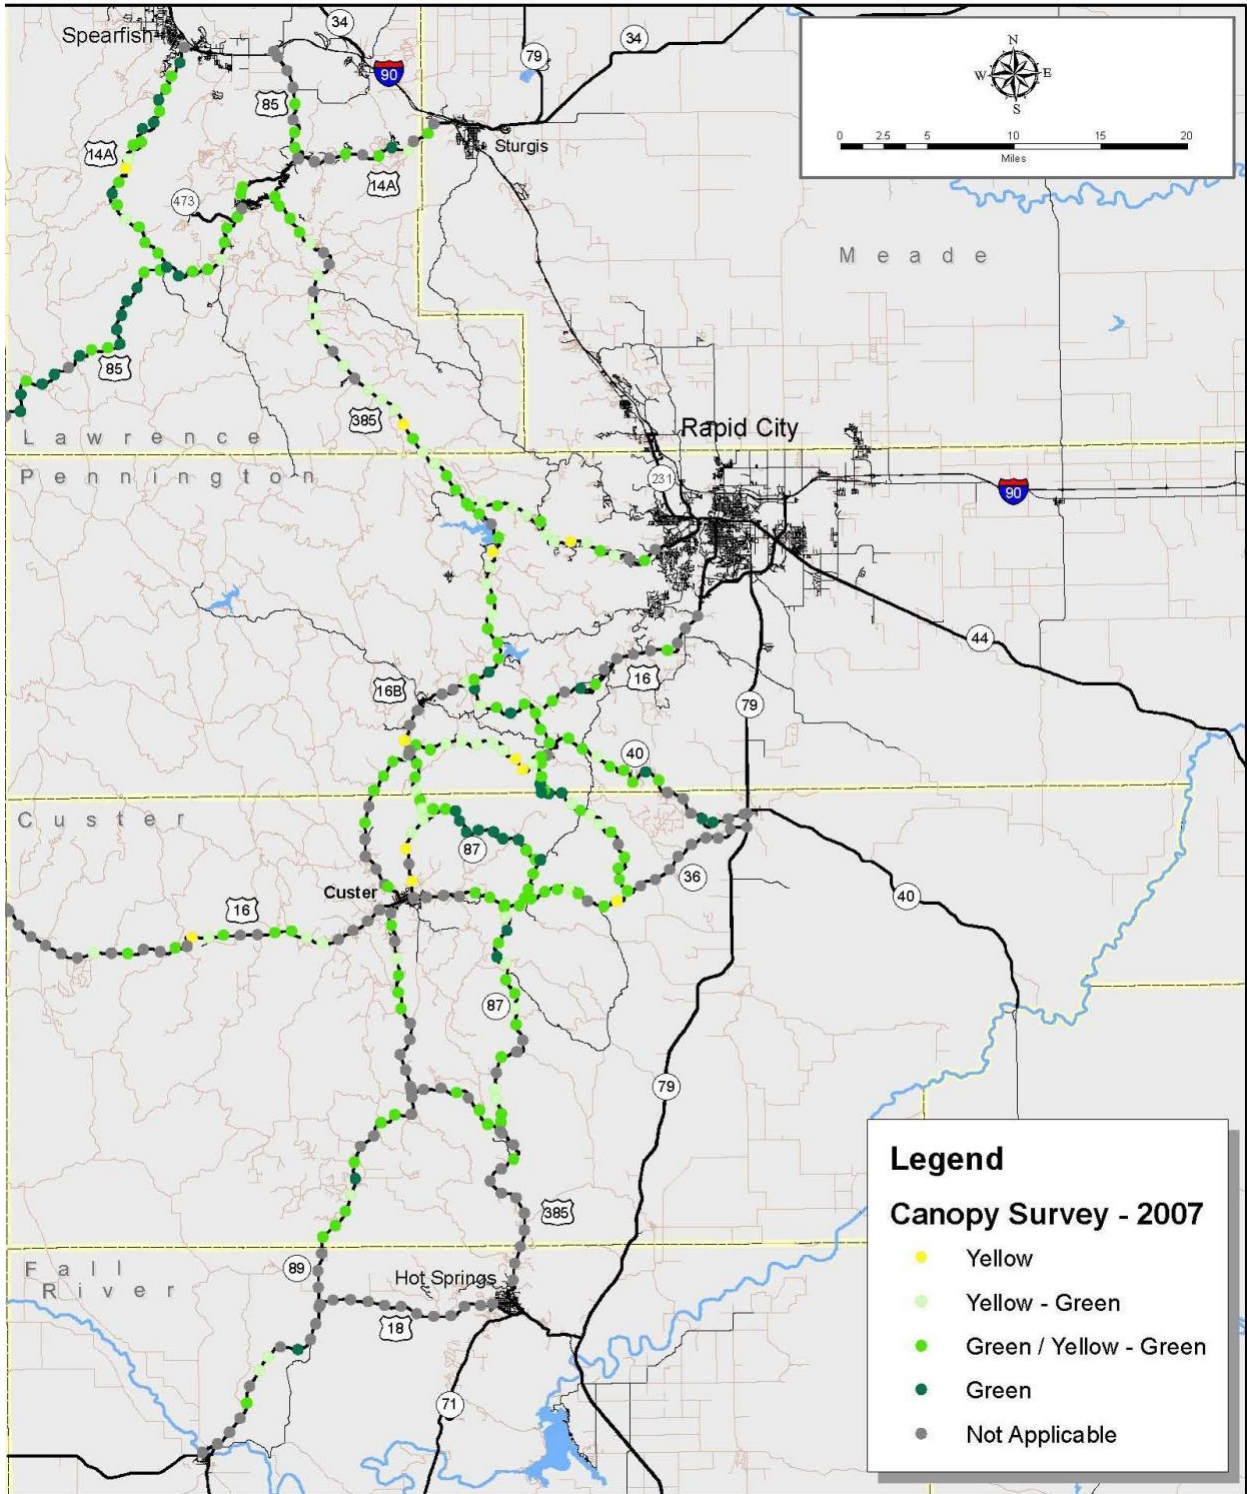 Spearfish
34
34
79
90
85
14A
Sturgis
14A
473
N
W E
S
0 2.5 5 10 15 20
Miles
Meade
85
385
Lawrence
Pennington
Rapid City
231
90
44
16B
16
79
40
Custer
87
36
Custer
40
16
87
79
385
Fall
River
89
Hot Springs
18
71
Legend
Canopy Survey - 2007
Yellow
Yellow - Green
Green / Yellow - Green
Green
Not Applicable